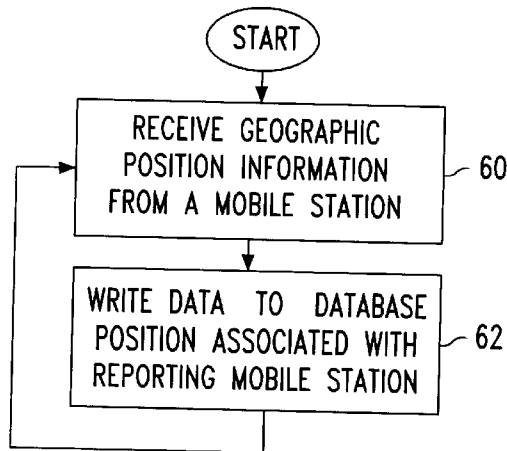 START
RECEIVE GEOGRAPHIC
POSITION INFORMATION
FROM A MOBILE STATION
60
WRITE DATA TO DATABASE
POSITION ASSOCIATED WITH
REPORTING MOBILE STATION
62